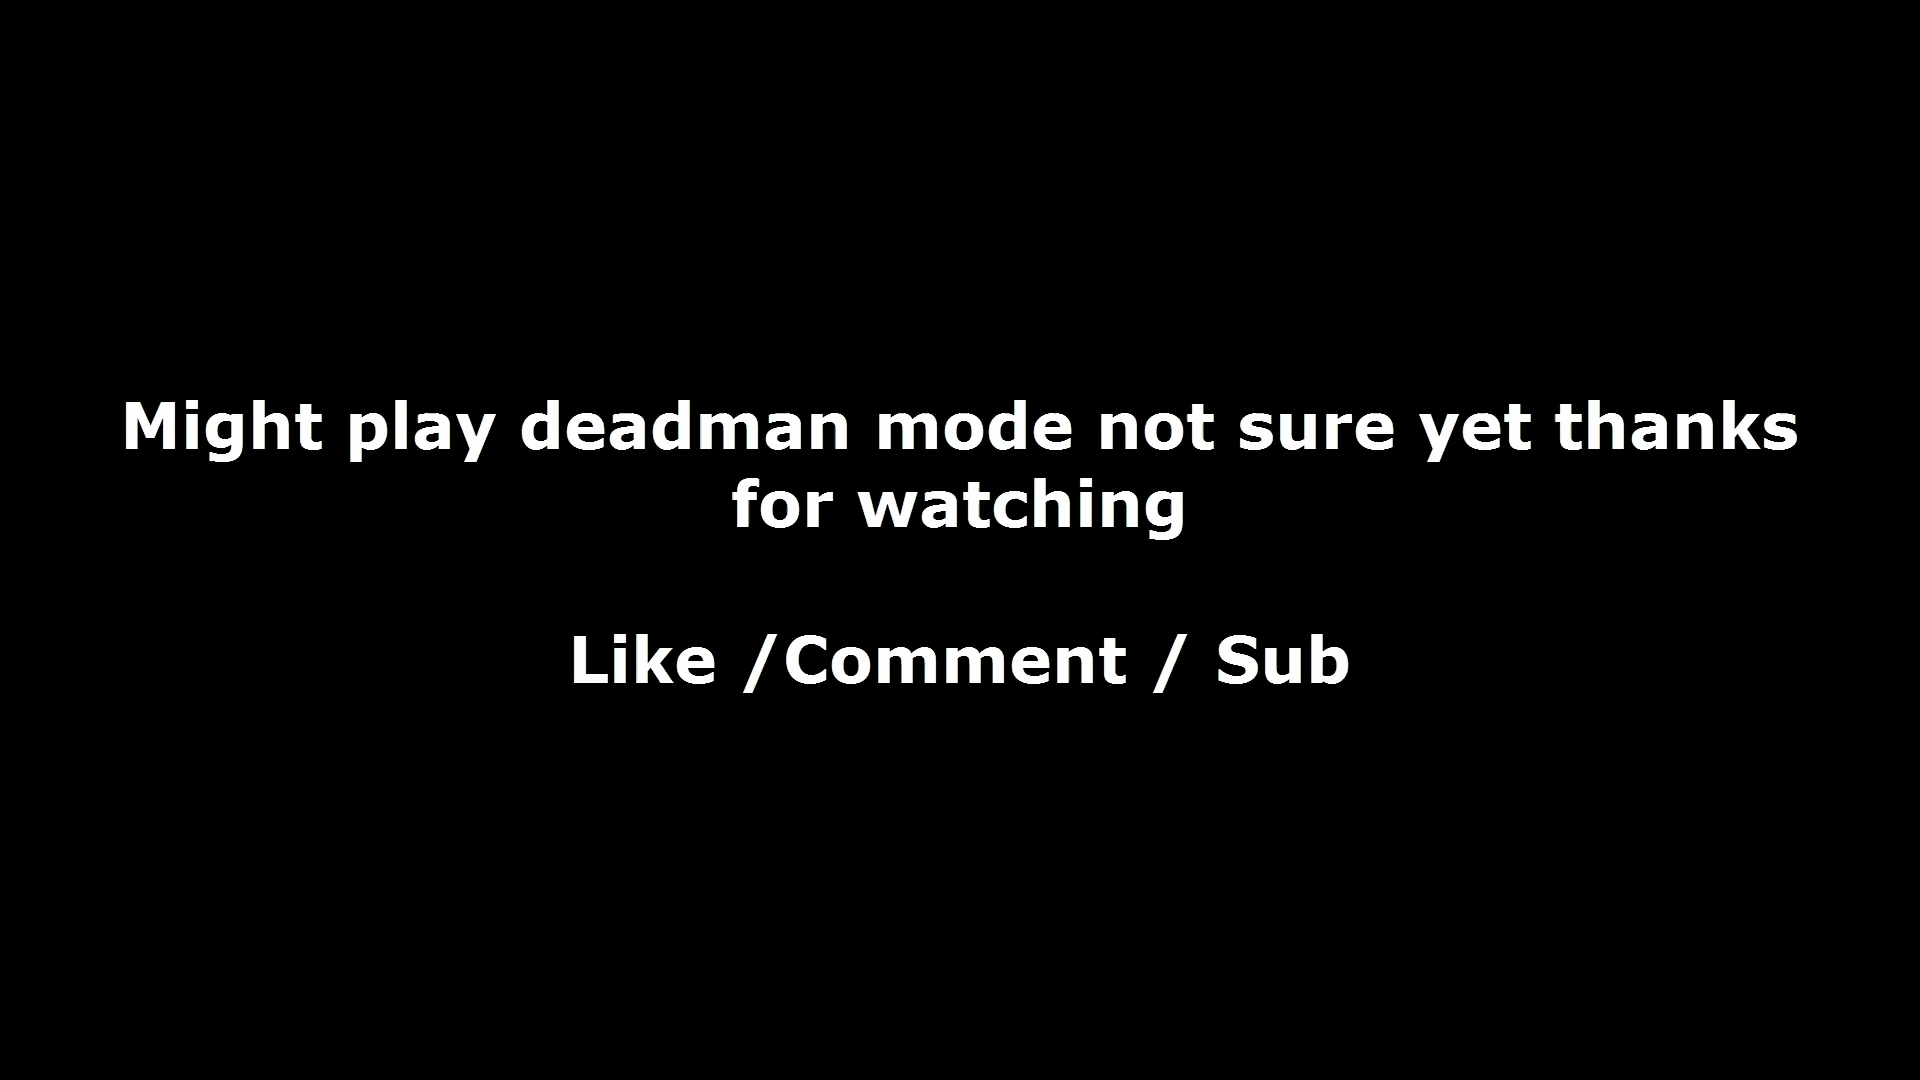 Might play deadman mode not sure yet thanks
for watching
Like /Comment / Sub